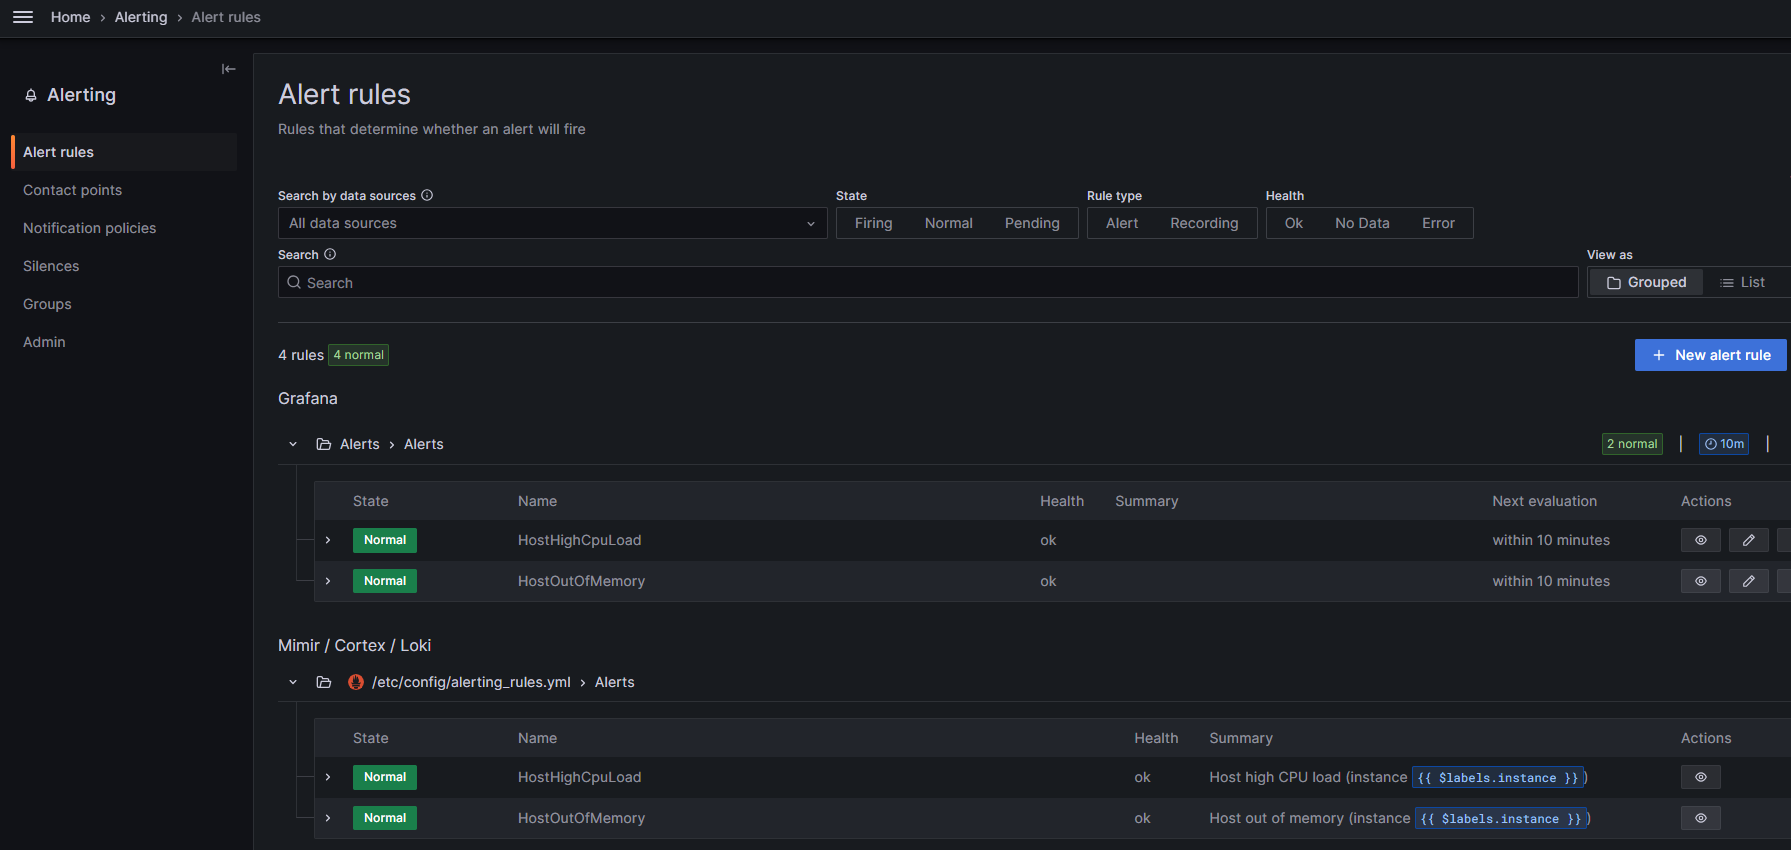 Home › Alerting › Alert rules
Alerting
Alert rules
Contact points
Notification policies
Silences
Groups
Admin
Alert rules
Rules that determine whether an alert will fire
Search by data sources State Rule type Health
All data sources Firing Normal Pending Alert Recording Ok No Data Error
Search View as
Search Grouped List
4 rules 4 normal + New alert rule
Grafana
Alerts › Alerts 2 normal | 10m |
State Name Health Summary Next evaluation Actions
Normal HostHighCpuLoad ok within 10 minutes
Normal HostOutOfMemory ok within 10 minutes
Mimir / Cortex / Loki
/etc/config/alerting_rules.yml › Alerts
State Name Health Summary Actions
Normal HostHighCpuLoad ok Host high CPU load (instance {{ $labels.instance }})
Normal HostOutOfMemory ok Host out of memory (instance {{ $labels.instance }})